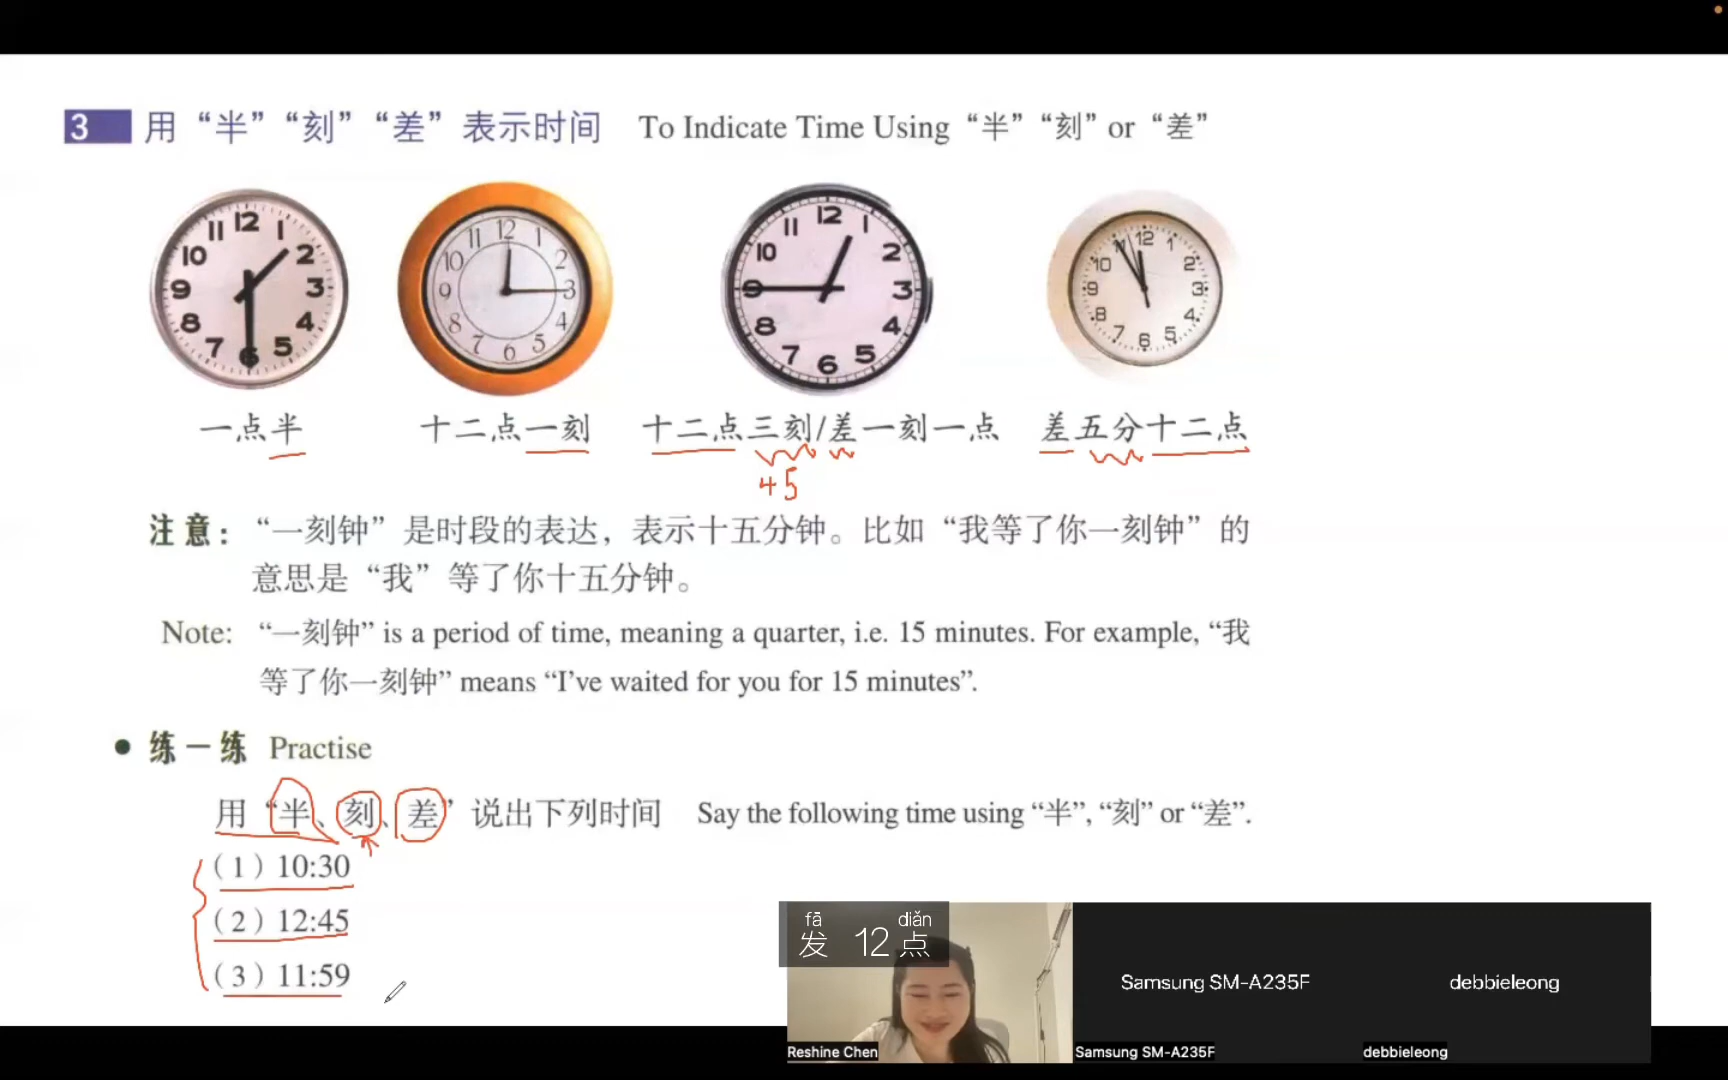 3 用“半”“刻”“差”表示时间 To Indicate Time Using “半”“刻” or “差”
一点半 十二点一刻 十二点三刻/差一刻一点 差五分十二点
45
注意：“一刻钟”是时段的表达，表示十五分钟。比如“我等了你一刻钟”的
意思是“我”等了你十五分钟。
Note: “一刻钟” is a period of time, meaning a quarter, i.e. 15 minutes. For example, “我
等了你一刻钟” means “I’ve waited for you for 15 minutes”.
● 练一练 Practise
用“半、刻、差”说出下列时间 Say the following time using “半”, “刻” or “差”.
（1）10:30
（2）12:45
（3）11:59
fā diǎn
发 12 点
Samsung SM-A235F debbieleong
Reshine Chen Samsung SM-A235F debbieleong